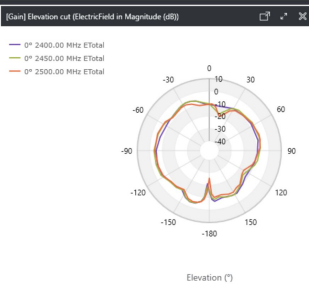 [Gain] Elevation cut (ElectricField in Magnitude (dB))
0° 2400.00 MHz ETotal
0° 2450.00 MHz ETotal
0° 2500.00 MHz ETotal
0
-30 10 30
0
-60 -10 60
-20
-30
-40
-90 90
-120 120
-150 150
-180
Elevation (°)